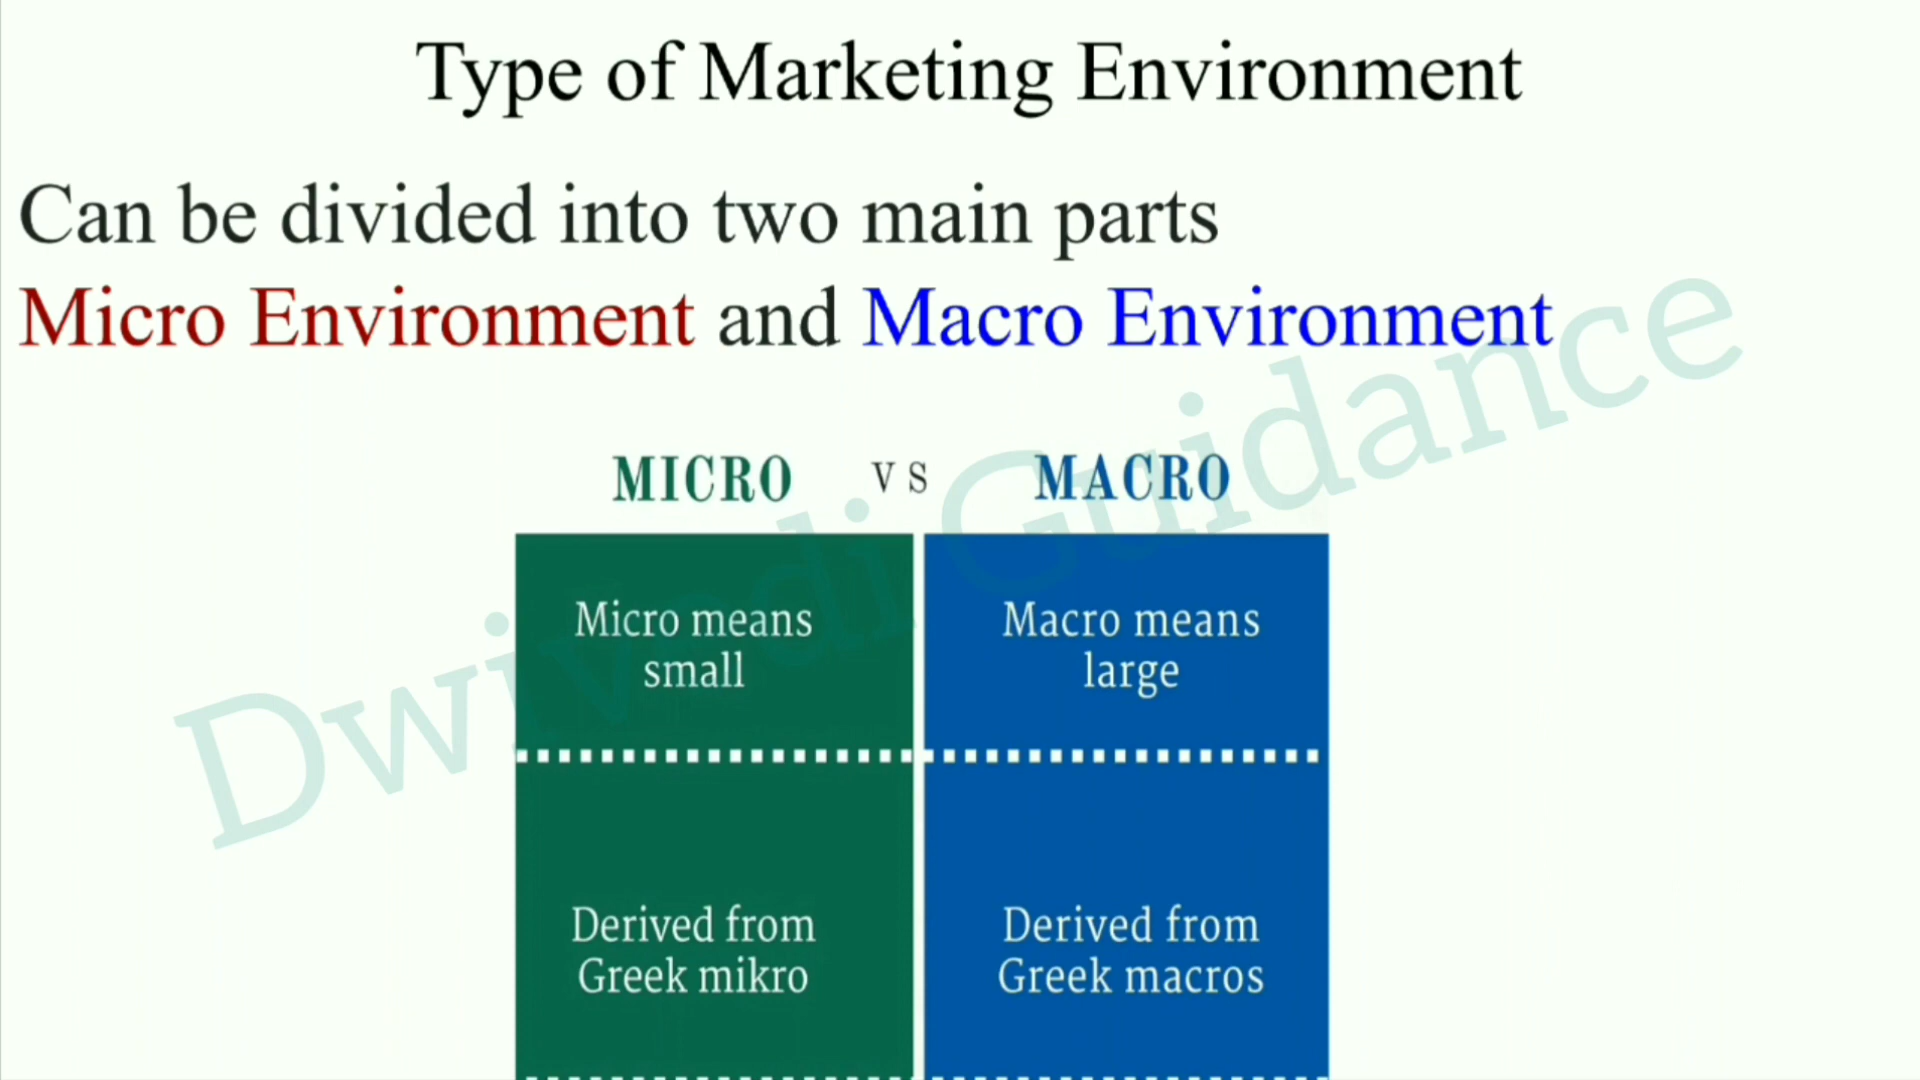 Type of Marketing Environment
Can be divided into two main parts
Micro Environment and Macro Environment
MICRO VS MACRO
Micro means
small
Macro means
large
Derived from
Greek mikro
Derived from
Greek macros
Dwivedi Guidance